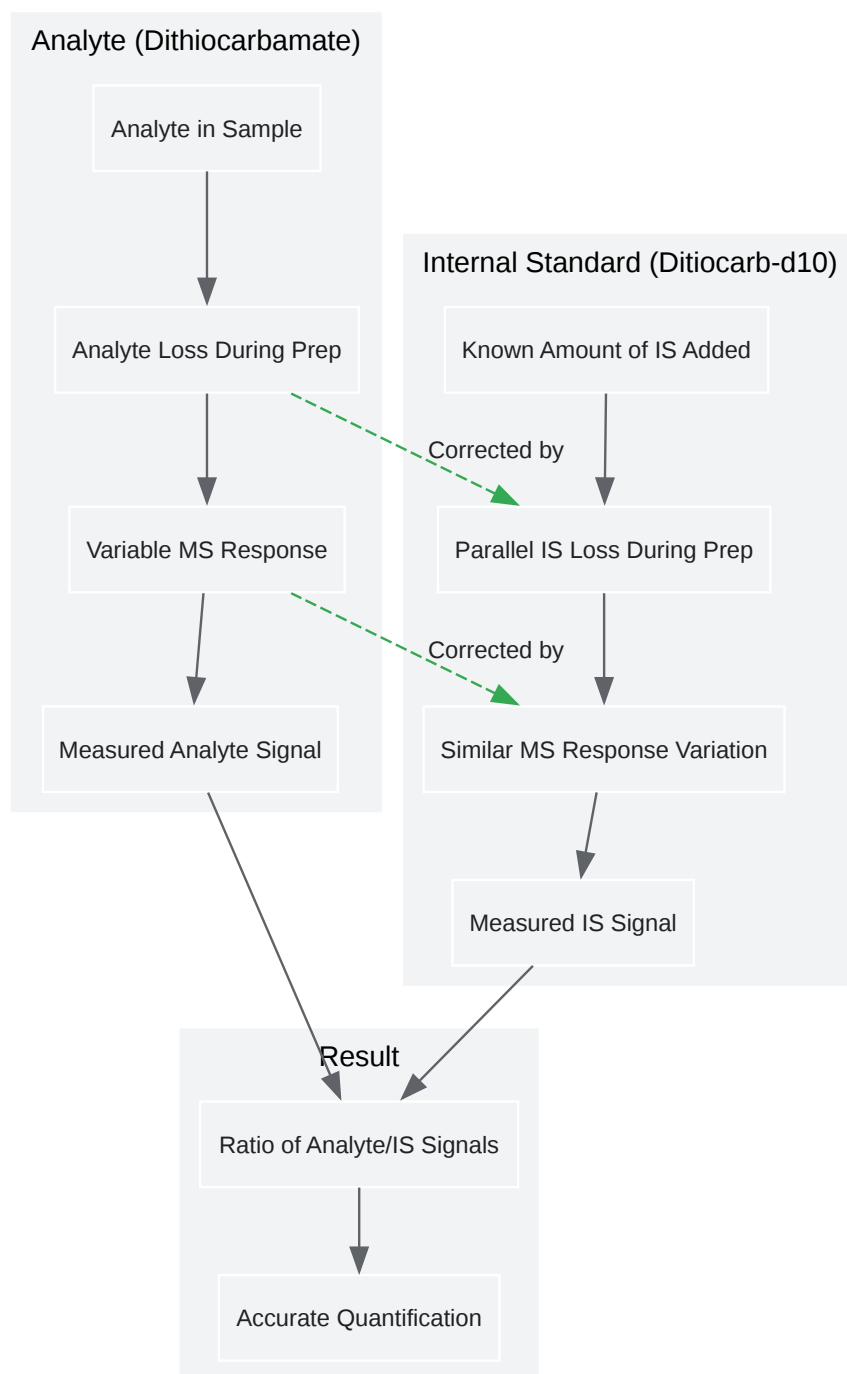 Analyte (Dithiocarbamate)
Analyte in Sample
Analyte Loss During Prep
Variable MS Response
Measured Analyte Signal
Internal Standard (Ditiocarb-d10)
Known Amount of IS Added
Corrected by
Parallel IS Loss During Prep
Corrected by
Similar MS Response Variation
Measured IS Signal
Result
Ratio of Analyte/IS Signals
Accurate Quantification